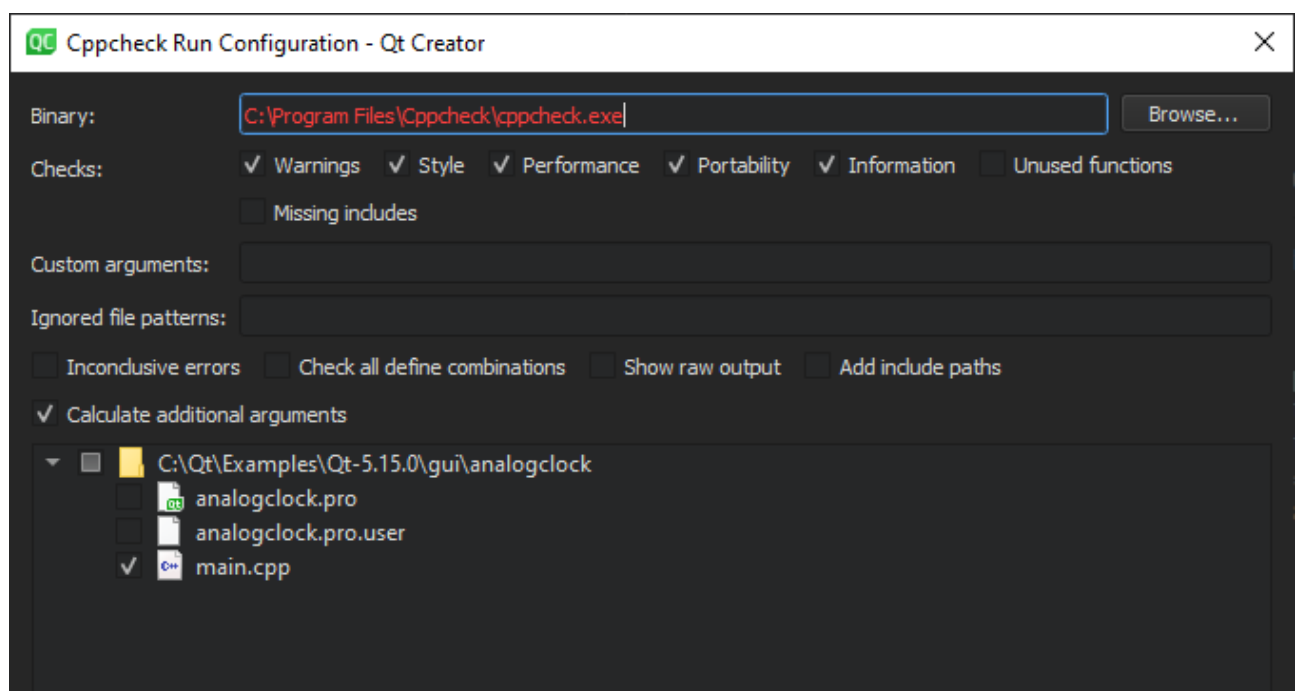 QC Cppcheck Run Configuration - Qt Creator
Binary: C:\Program Files\Cppcheck\cppcheck.exe Browse...
Checks: Warnings Style Performance Portability Information Unused functions
Missing includes
Custom arguments:
Ignored file patterns:
Inconclusive errors Check all define combinations Show raw output Add include paths
Calculate additional arguments
C:\Qt\Examples\Qt-5.15.0\gui\analogclock
Qt analogclock.pro
analogclock.pro.user
C++ main.cpp